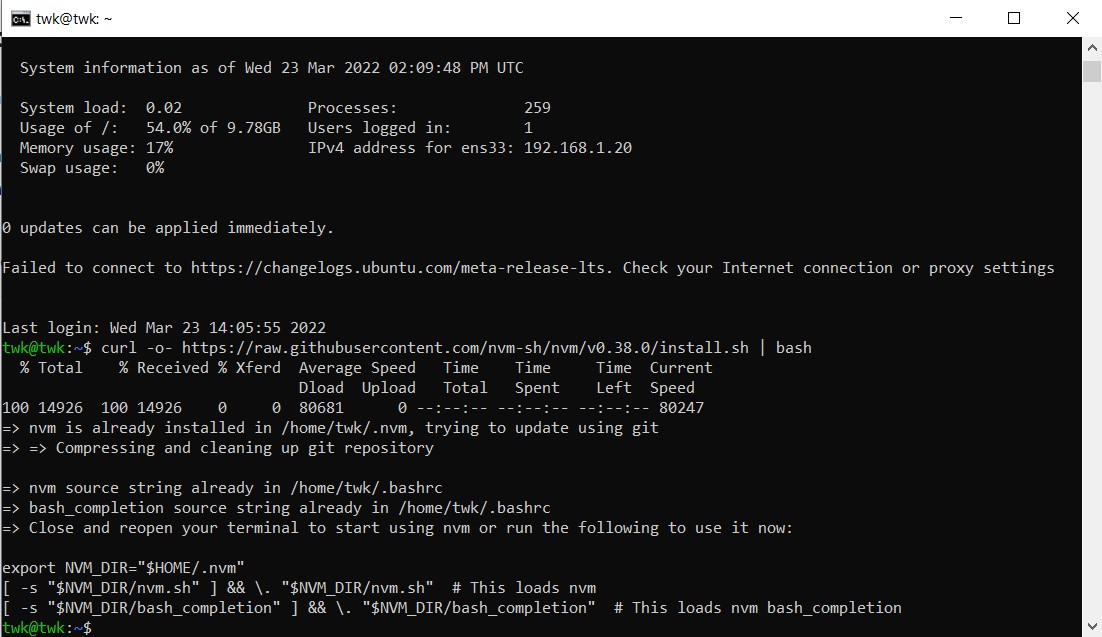 twk@twk: ~
System information as of Wed 23 Mar 2022 02:09:48 PM UTC
System load:  0.02              Processes:              259
Usage of /:   54.0% of 9.78GB   Users logged in:        1
Memory usage: 17%               IPv4 address for ens33: 192.168.1.20
Swap usage:   0%
0 updates can be applied immediately.
Failed to connect to https://changelogs.ubuntu.com/meta-release-lts. Check your Internet connection or proxy settings
Last login: Wed Mar 23 14:05:55 2022
twk@twk:~$ curl -o- https://raw.githubusercontent.com/nvm-sh/nvm/v0.38.0/install.sh | bash
  % Total    % Received % Xferd  Average Speed   Time    Time     Time  Current
                                 Dload  Upload   Total   Spent    Left  Speed
100 14926  100 14926    0     0  80681      0 --:--:-- --:--:-- --:--:-- 80247
=> nvm is already installed in /home/twk/.nvm, trying to update using git
=> => Compressing and cleaning up git repository
=> nvm source string already in /home/twk/.bashrc
=> bash_completion source string already in /home/twk/.bashrc
=> Close and reopen your terminal to start using nvm or run the following to use it now:
export NVM_DIR="$HOME/.nvm"
[ -s "$NVM_DIR/nvm.sh" ] && \. "$NVM_DIR/nvm.sh"  # This loads nvm
[ -s "$NVM_DIR/bash_completion" ] && \. "$NVM_DIR/bash_completion"  # This loads nvm bash_completion
twk@twk:~$